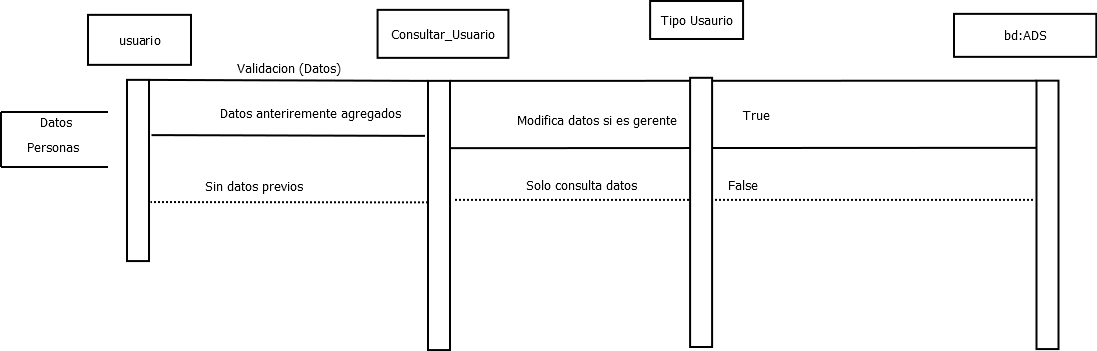 usuario
Consultar_Usuario
Tipo Usaurio
bd:ADS
Validacion (Datos)
Datos anteriremente agregados
Modifica datos si es gerente
True
Datos
Personas
Sin datos previos
Solo consulta datos
False